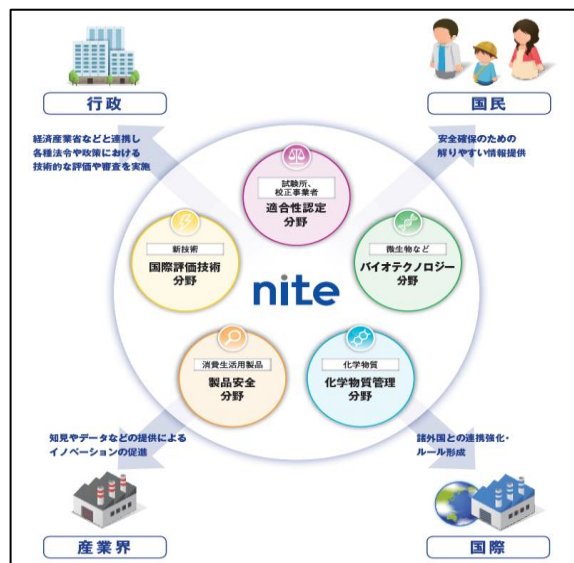 行政
国民
経済産業省などと連携し
各種法令や政策における
技術的な評価や審査を実施
安全確保のための
解りやすい情報提供
試験所、
校正事業者
適合性認定
分野
新技術
国際評価技術
分野
微生物など
バイオテクノロジー
分野
nite
消費生活用製品
製品安全
分野
化学物質
化学物質管理
分野
知見やデータなどの提供による
イノベーションの促進
諸外国との連携強化・
ルール形成
産業界
国際